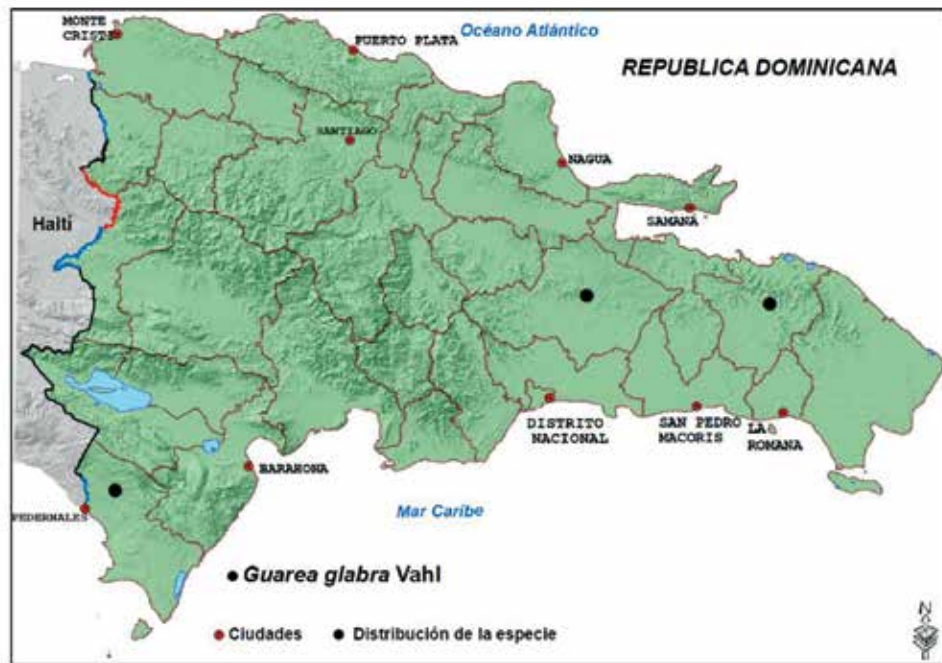 MONTE
CRISTI
PUERTO PLATA
Océano Atlántico
REPUBLICA DOMINICANA
SANTIAGO
NAGUA
Haití
SAMANÁ
DISTRITO
NACIONAL
SAN PEDRO
MACORIS
LA
ROMANA
BARAHONA
PEDERNALES
Mar Caribe
Guarea glabra Vahl
Ciudades
Distribución de la especie
N